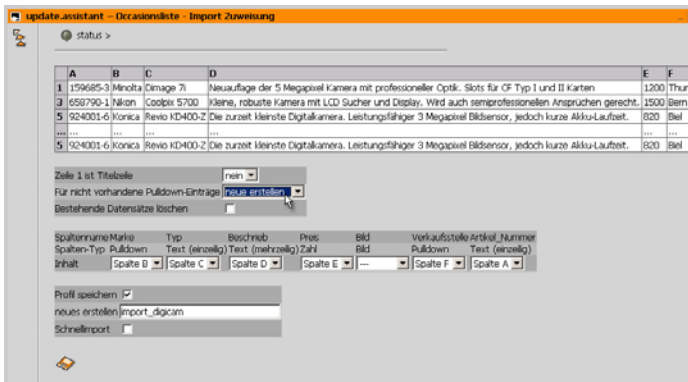 update.assistant – Occasionsliste - Import Zuweisung
status >
A B C D E F
1 159685-3 Minolta Dimage 7i Neuauflage der 5 Megapixel Kamera mit professioneller Optik. Slots für CF Typ I und II Karten 1200 Thun
3 658790-1 Nikon Coolpix 5700 Kleine, robuste Kamera mit LCD Sucher und Display. Wird auch semiprofessionellen Ansprüchen gerecht. 1500 Bern
5 924001-6 Konica Revio KD400-Z Die zurzeit kleinste Digitalkamera. Leistungsfähiger 3 Megapixel Bildsensor, jedoch kurze Akku-Laufzeit. 820 Biel
... ... ... ... ... ... ...
5 924001-6 Konica Revio KD400-Z Die zurzeit kleinste Digitalkamera. Leistungsfähiger 3 Megapixel Bildsensor, jedoch kurze Akku-Laufzeit. 820 Biel
Zeile 1 ist Titelzeile nein
Für nicht vorhandene Pulldown-Einträge neue erstellen
Bestehende Datensätze löschen
Spaltenname Marke Typ Beschrieb Preis Bild Verkaufsstelle Artikel_Nummer
Spalten-Typ Pulldown Text (einzeilig) Text (mehrzeilig) Zahl Bild Pulldown Text (einzeilig)
Inhalt Spalte B Spalte C Spalte D Spalte E --- Spalte F Spalte A
Profil speichern
neues erstellen import_digicam
Schnellimport